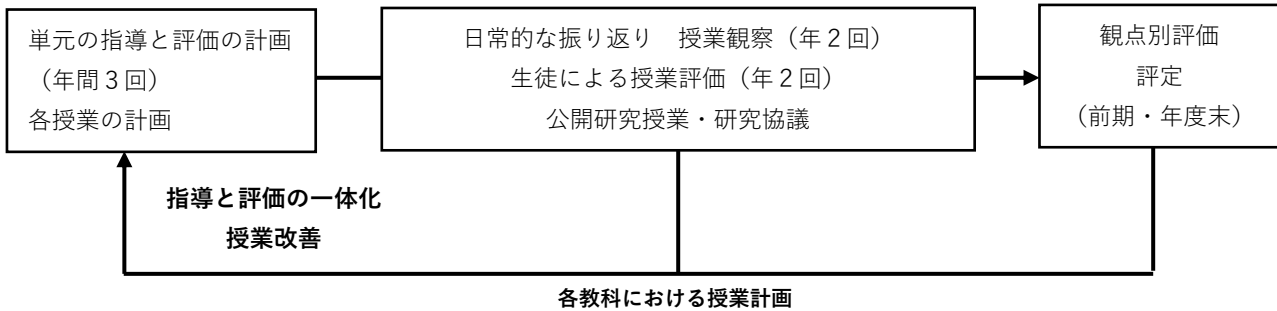 単元の指導と評価の計画
（年間３回）
各授業の計画
日常的な振り返り　授業観察（年２回）
生徒による授業評価（年２回）
公開研究授業・研究協議
観点別評価
評定
（前期・年度末）
指導と評価の一体化
授業改善
各教科における授業計画